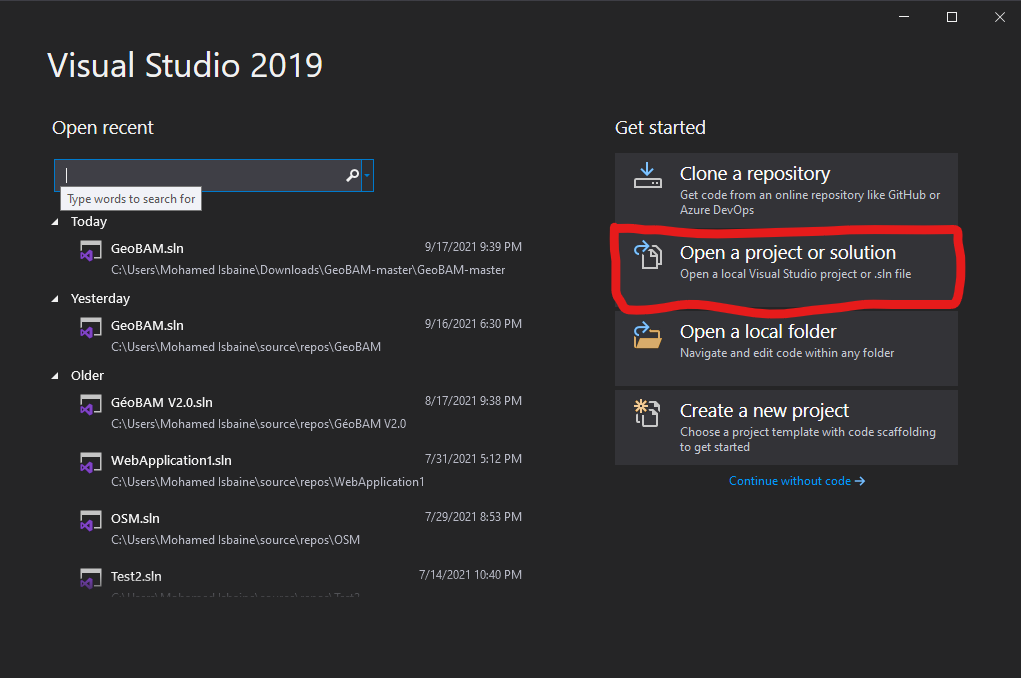 Visual Studio 2019
Open recent
Type words to search for
Today
GeoBAM.sln 9/17/2021 9:39 PM
C:\Users\Mohamed Isbaine\Downloads\GeoBAM-master\GeoBAM-master
Yesterday
GeoBAM.sln 9/16/2021 6:30 PM
C:\Users\Mohamed Isbaine\source\repos\GeoBAM
Older
GéoBAM V2.0.sln 8/17/2021 9:38 PM
C:\Users\Mohamed Isbaine\source\repos\GéoBAM V2.0
WebApplication1.sln 7/31/2021 5:12 PM
C:\Users\Mohamed Isbaine\source\repos\WebApplication1
OSM.sln 7/29/2021 8:53 PM
C:\Users\Mohamed Isbaine\source\repos\OSM
Test2.sln 7/14/2021 10:40 PM
C:\Users\Mohamed Isbaine\source\repos\Test2
Get started
Clone a repository
Get code from an online repository like GitHub or
Azure DevOps
Open a project or solution
Open a local Visual Studio project or .sln file
Open a local folder
Navigate and edit code within any folder
Create a new project
Choose a project template with code scaffolding
to get started
Continue without code →